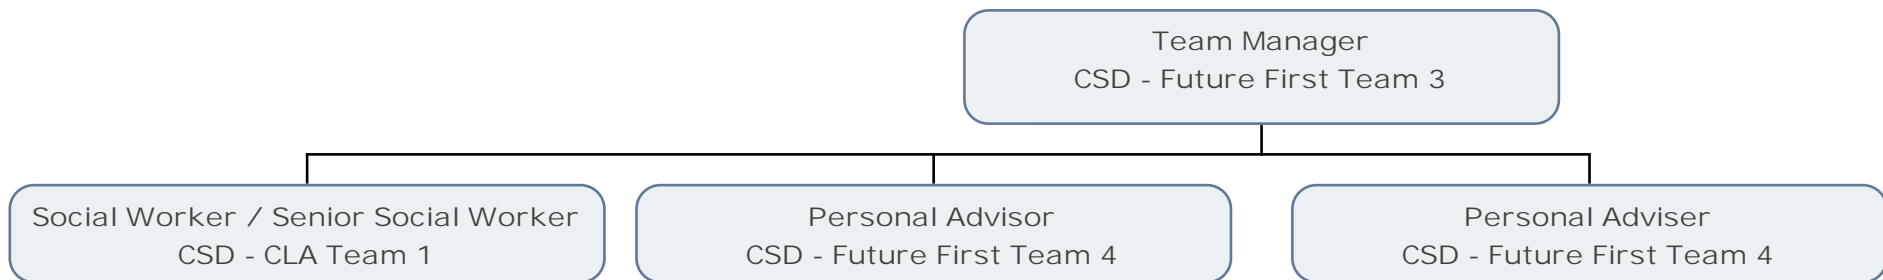 Team Manager
CSD - Future First Team 3
Social Worker / Senior Social Worker
CSD - CLA Team 1
Personal Advisor
CSD - Future First Team 4
Personal Adviser
CSD - Future First Team 4